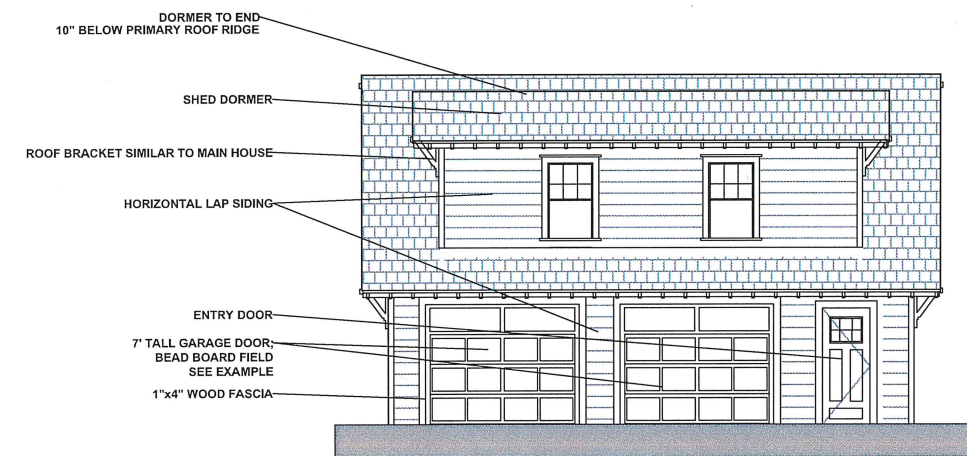 DORMER TO END
10" BELOW PRIMARY ROOF RIDGE
SHED DORMER
ROOF BRACKET SIMILAR TO MAIN HOUSE
HORIZONTAL LAP SIDING
ENTRY DOOR
7' TALL GARAGE DOOR;
BEAD BOARD FIELD
SEE EXAMPLE
1"x4" WOOD FASCIA